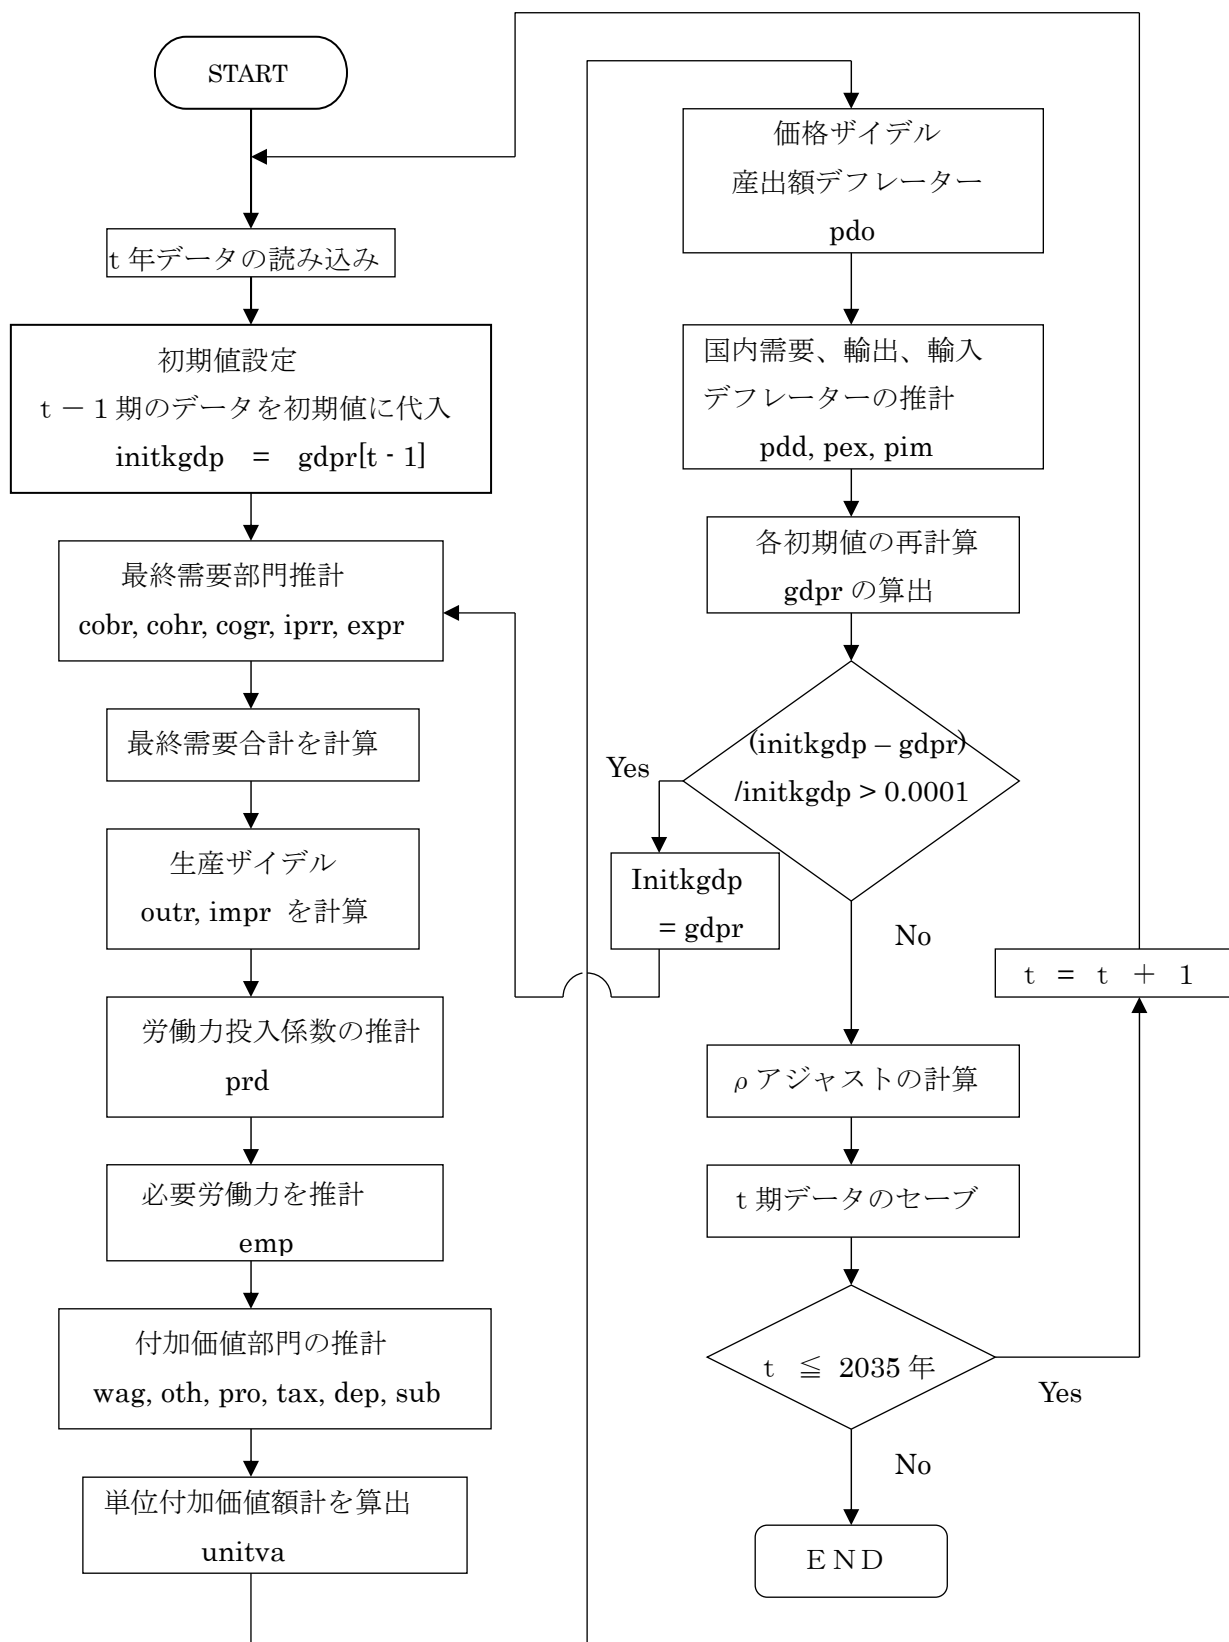 START
t 年データの読み込み
初期値設定
t － 1 期のデータを初期値に代入
initkgdp = gdpr[t - 1]
最終需要部門推計
cobr, cohr, cogr, iprr, expr
最終需要合計を計算
生産ザイデル
outr, impr を計算
労働力投入係数の推計
prd
必要労働力を推計
emp
付加価値部門の推計
wag, oth, pro, tax, dep, sub
単位付加価値額計を算出
unitva
価格ザイデル
産出額デフレーター
pdo
国内需要、輸出、輸入
デフレーターの推計
pdd, pex, pim
各初期値の再計算
gdpr の算出
(initkgdp – gdpr)
/initkgdp > 0.0001
Yes
Initkgdp
= gdpr
No
t = t ＋ 1
ρアジャストの計算
t 期データのセーブ
t ≦ 2035 年
Yes
No
ＥＮＤ